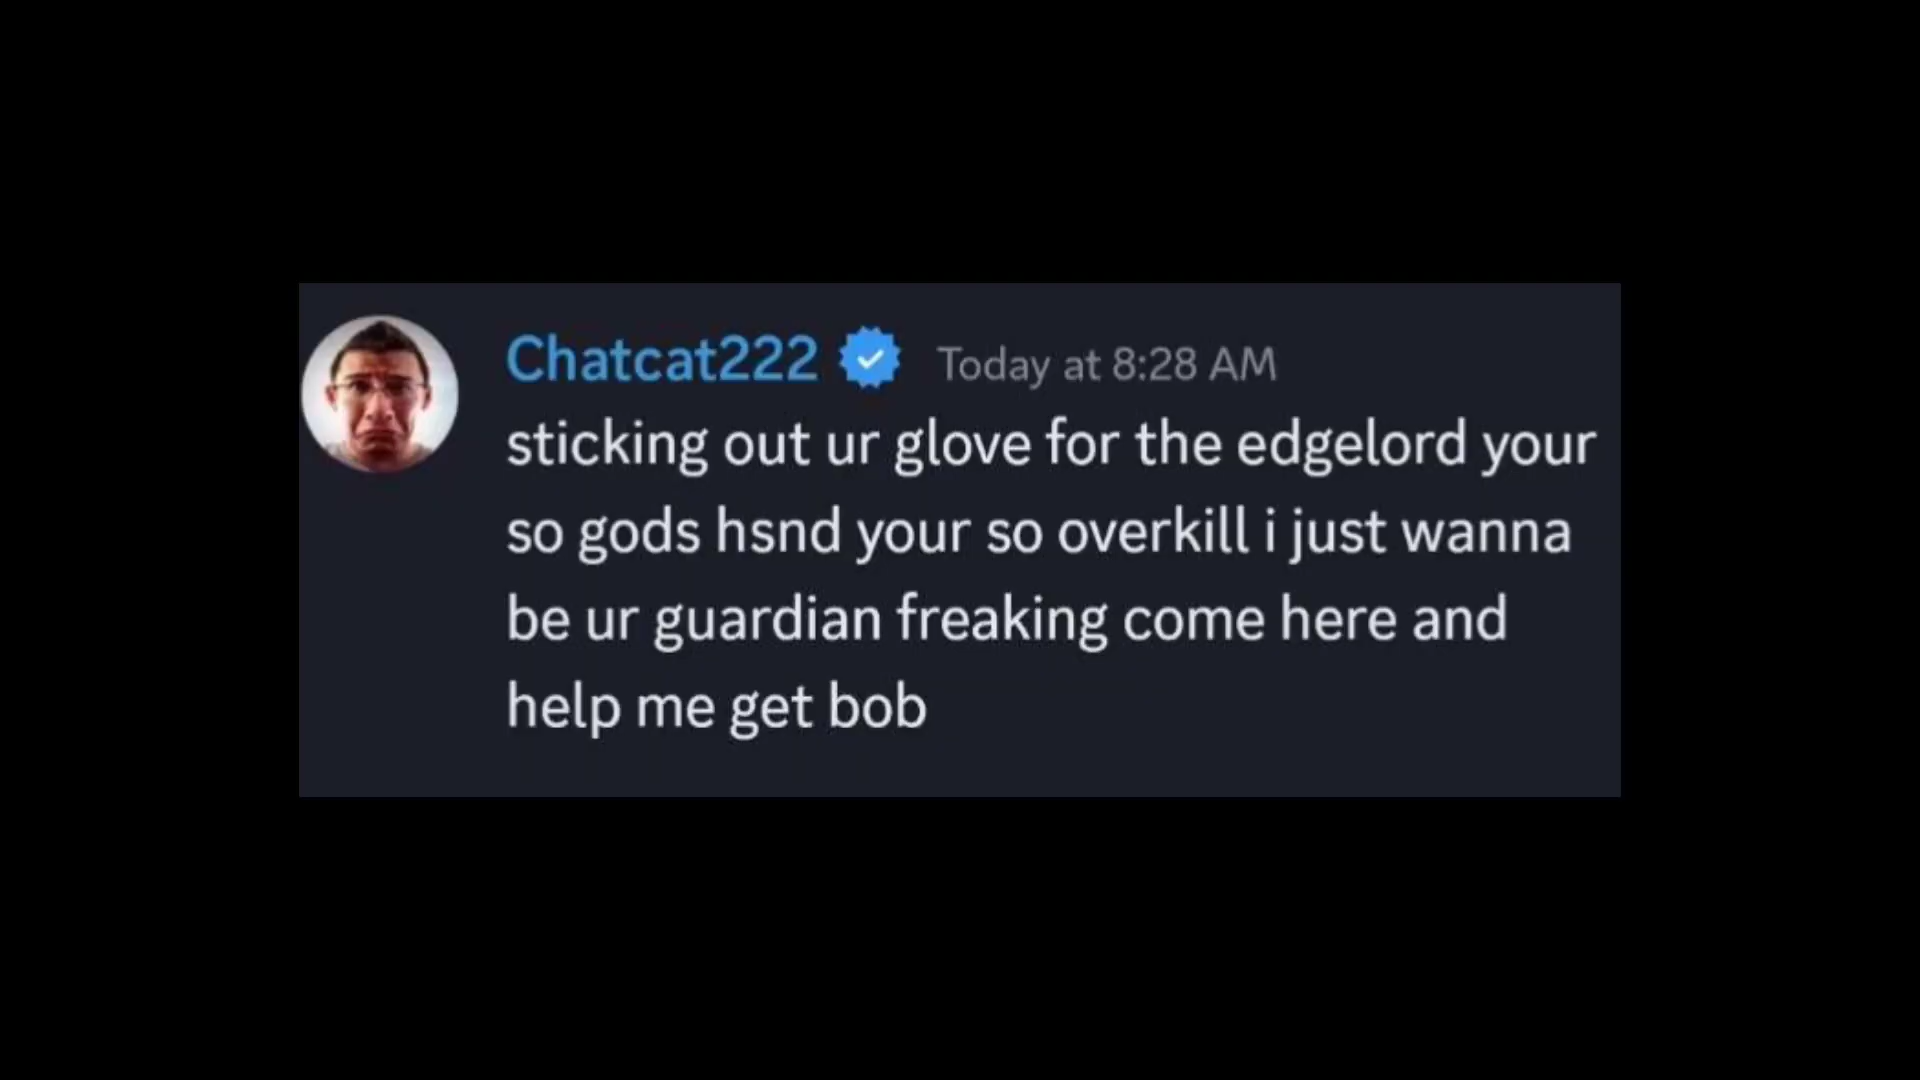 Chatcat222 Today at 8:28 AM
sticking out ur glove for the edgelord your
so gods hsnd your so overkill i just wanna
be ur guardian freaking come here and
help me get bob